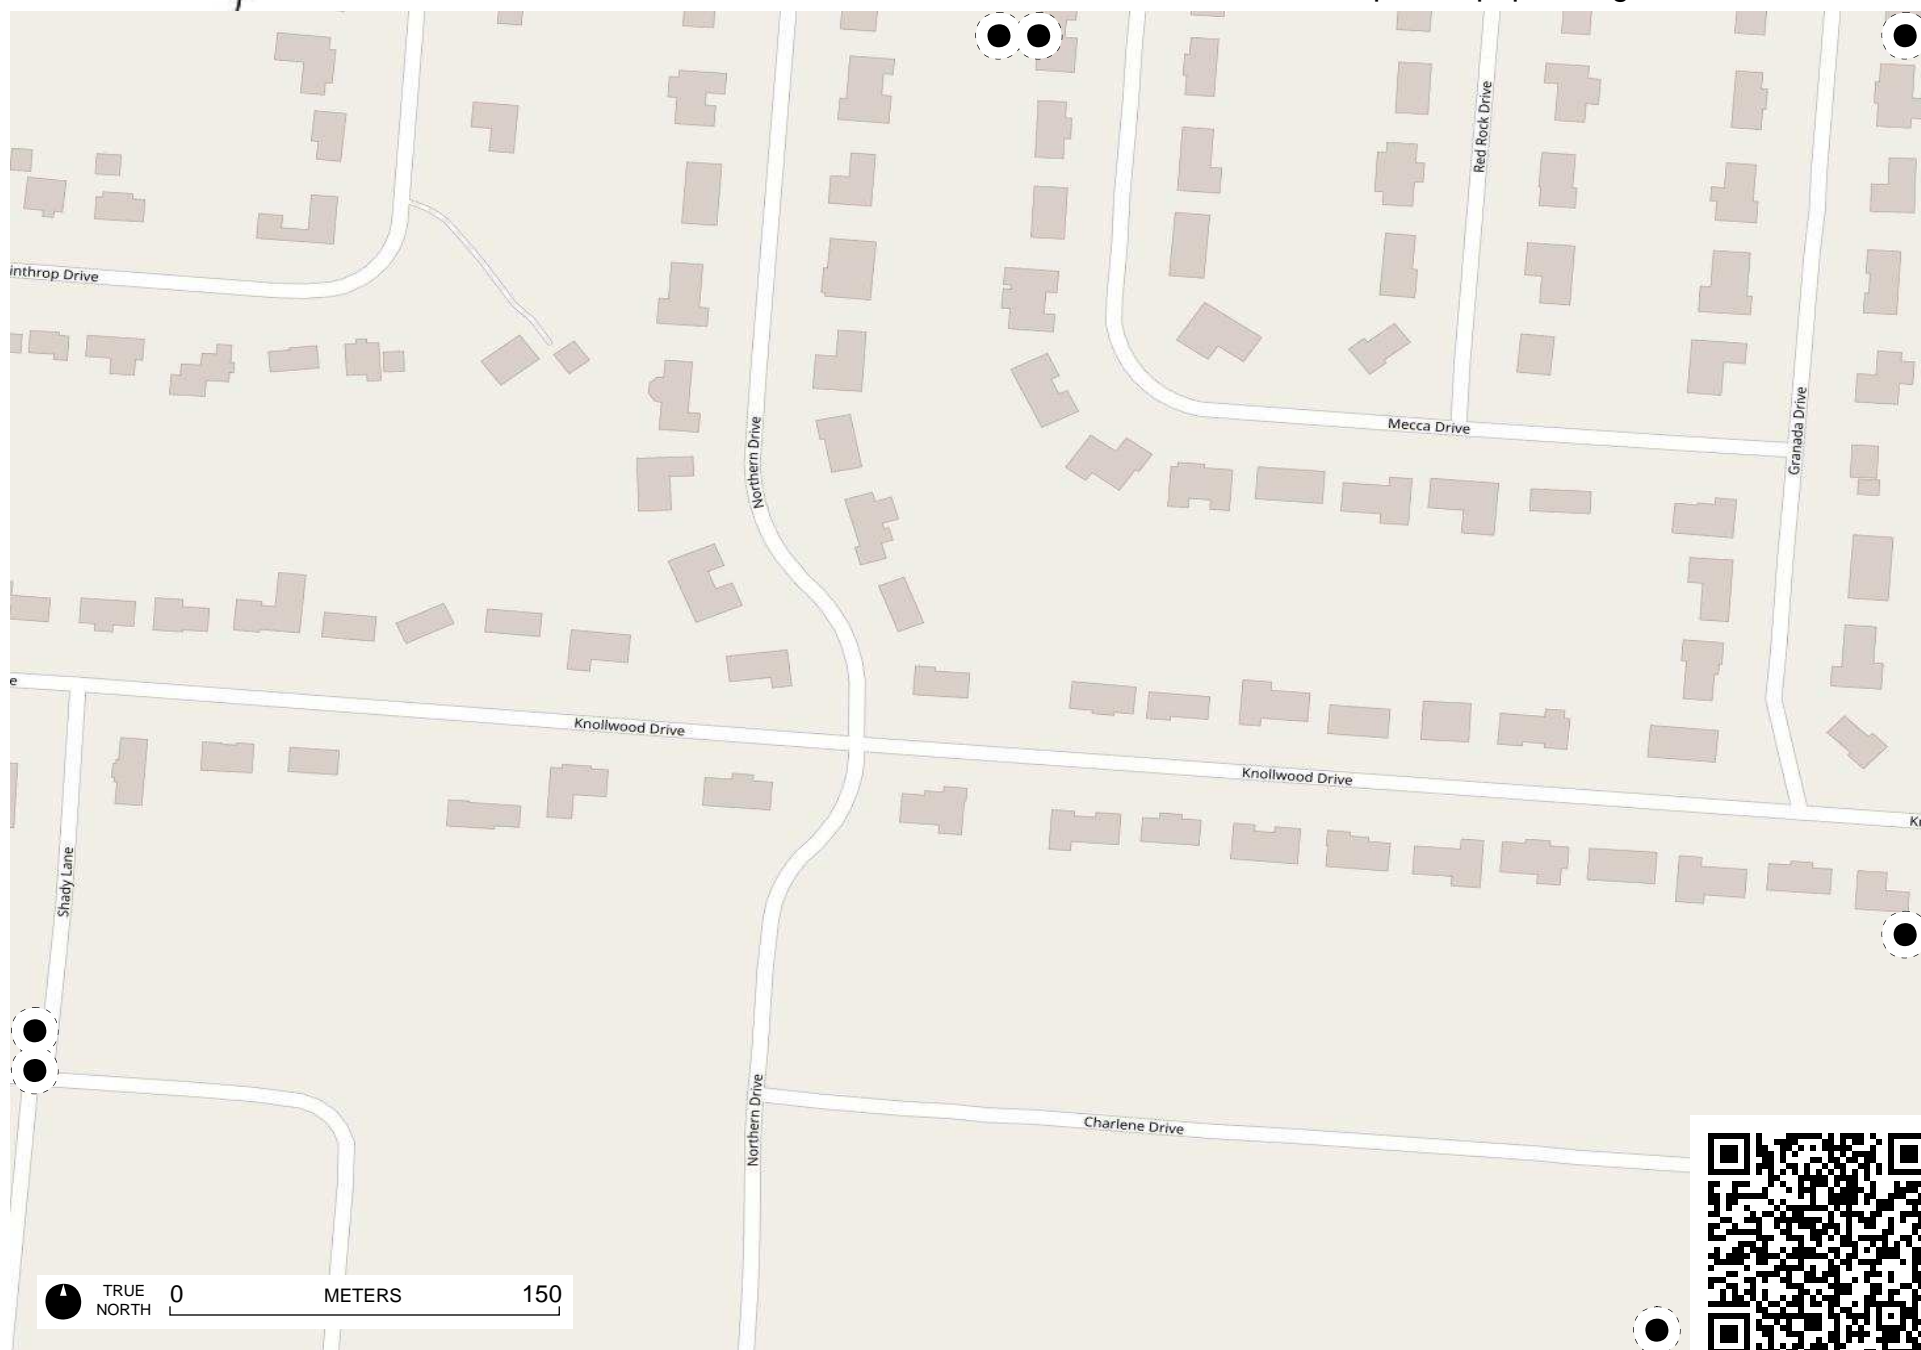 Red Rock Drive
inthrop Drive
Mecca Drive
Granada Drive
Northern Drive
e
Knollwood Drive
Knollwood Drive
Shady Lane
Northern Drive
Charlene Drive
TRUE
NORTH
0 METERS 150